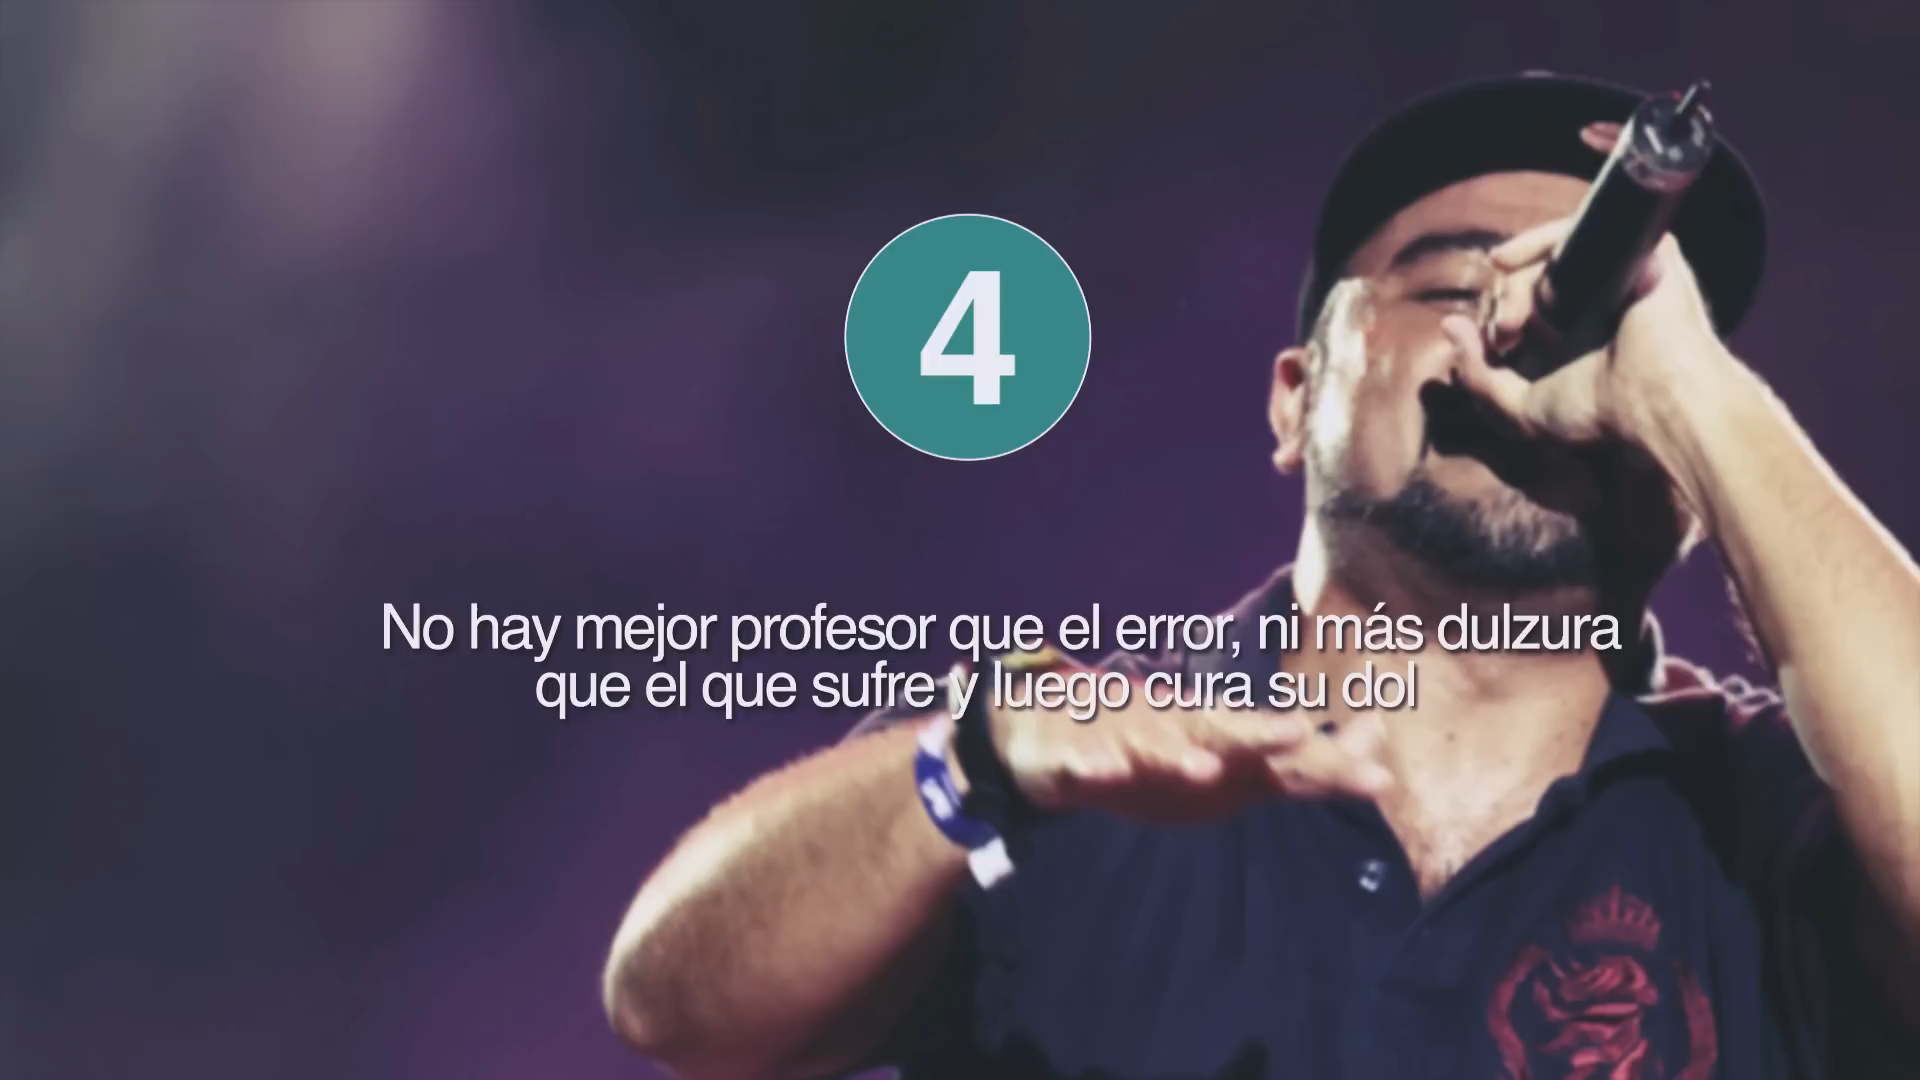 4
No hay mejor profesor que el error, ni más dulzura
que el que sufre y luego cura su dol